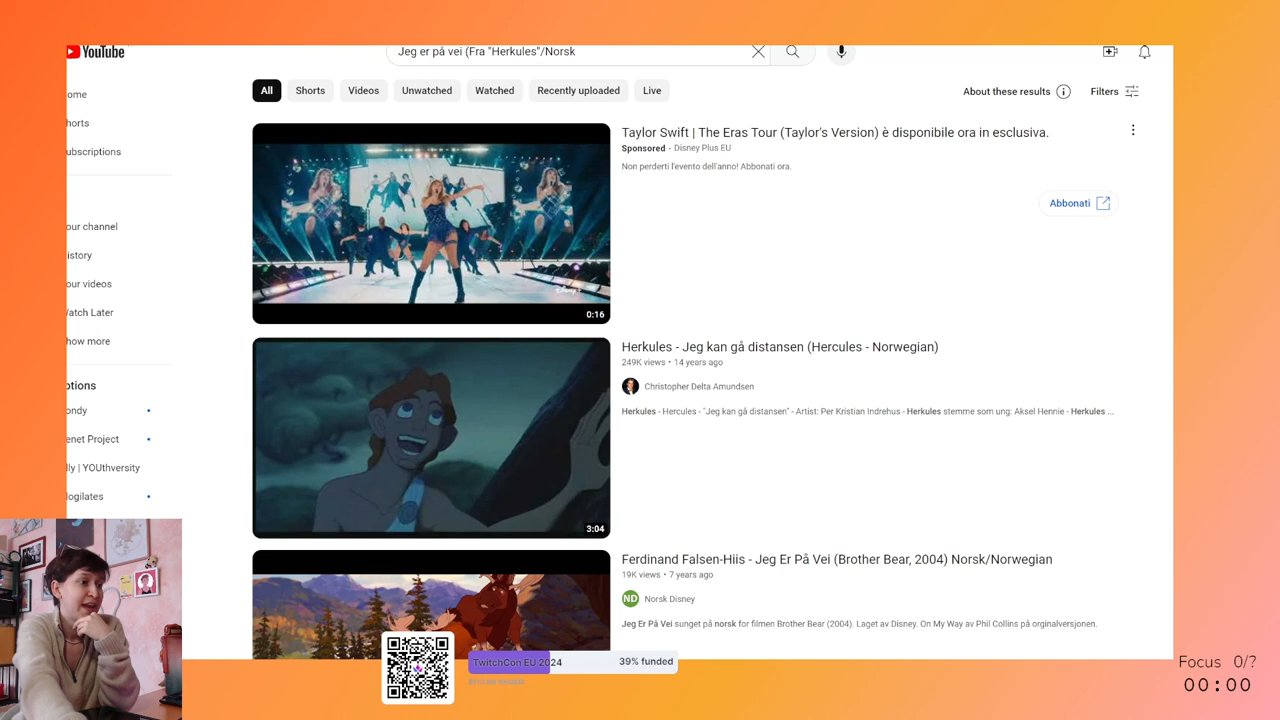 YouTube
Jeg er på vei (Fra "Herkules"/Norsk
All
Shorts
Videos
Unwatched
Watched
Recently uploaded
Live
About these results
Filters
ome
horts
ubscriptions
our channel
istory
our videos
Watch Later
how more
ptions
ondy
enet Project
lly | YOUthversity
logilates
Taylor Swift | The Eras Tour (Taylor's Version) è disponibile ora in esclusiva.
Sponsored · Disney Plus EU
Non perderti l'evento dell'anno! Abbonati ora.
Abbonati
0:16
Herkules - Jeg kan gå distansen (Hercules - Norwegian)
249K views • 14 years ago
Christopher Delta Amundsen
Herkules - Hercules - "Jeg kan gå distansen" - Artist: Per Kristian Indrehus - Herkules stemme som ung: Aksel Hennie - Herkules ...
3:04
Ferdinand Falsen-Hiis - Jeg Er På Vei (Brother Bear, 2004) Norsk/Norwegian
19K views • 7 years ago
ND Norsk Disney
Jeg Er På Vei sunget på norsk for filmen Brother Bear (2004). Laget av Disney. On My Way av Phil Collins på orginalversjonen.
TwitchCon EU 2024
39% funded
Focus 0/?
00:00